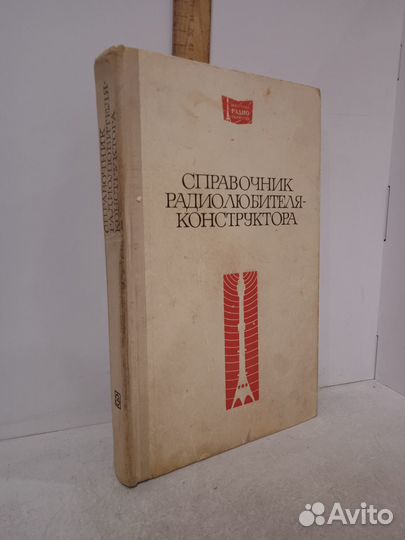 РАДИО
СПРАВОЧНИК
РАДИОЛЮБИТЕЛЯ-
КОНСТРУКТОРА
СПРАВОЧНИК
РАДИОЛЮБИТЕЛЯ-
КОНСТРУКТОРА
Avito